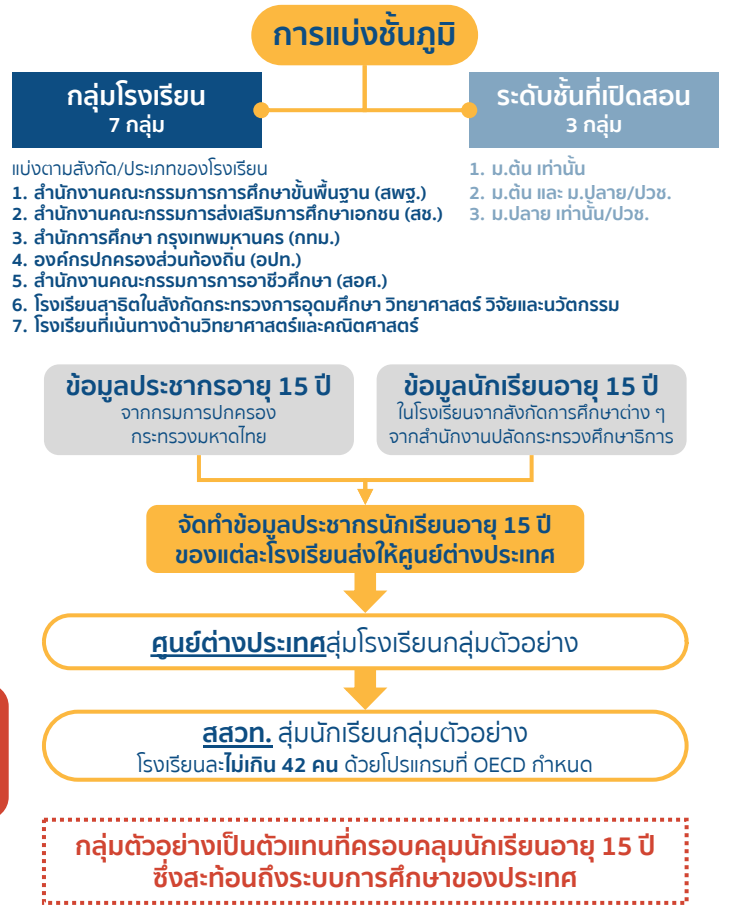 การแบ่งชั้นภูมิ
กลุ่มโรงเรียน
7 กลุ่ม
แบ่งตามสังกัด/ประเภทของโรงเรียน
1. สำนักงานคณะกรรมการการศึกษาขั้นพื้นฐาน (สพฐ.)
2. สำนักงานคณะกรรมการส่งเสริมการศึกษาเอกชน (สช.)
3. สำนักการศึกษา กรุงเทพมหานคร (กทม.)
4. องค์กรปกครองส่วนท้องถิ่น (อปท.)
5. สำนักงานคณะกรรมการการอาชีวศึกษา (สอศ.)
6. โรงเรียนสาธิตในสังกัดกระทรวงการอุดมศึกษา วิทยาศาสตร์ วิจัยและนวัตกรรม
7. โรงเรียนที่เน้นทางด้านวิทยาศาสตร์และคณิตศาสตร์
ระดับชั้นที่เปิดสอน
3 กลุ่ม
1. ม.ต้น เท่านั้น
2. ม.ต้น และ ม.ปลาย/ปวช.
3. ม.ปลาย เท่านั้น/ปวช.
ข้อมูลประชากรอายุ 15 ปี
จากกรมการปกครอง
กระทรวงมหาดไทย
ข้อมูลนักเรียนอายุ 15 ปี
ในโรงเรียนจากสังกัดการศึกษาต่าง ๆ
จากสำนักงานปลัดกระทรวงศึกษาธิการ
จัดทำข้อมูลประชากรนักเรียนอายุ 15 ปี
ของแต่ละโรงเรียนส่งให้ศูนย์ต่างประเทศ
ศูนย์ต่างประเทศสุ่มโรงเรียนกลุ่มตัวอย่าง
สสวท. สุ่มนักเรียนกลุ่มตัวอย่าง
โรงเรียนละไม่เกิน 42 คน ด้วยโปรแกรมที่ OECD กำหนด
กลุ่มตัวอย่างเป็นตัวแทนที่ครอบคลุมนักเรียนอายุ 15 ปี
ซึ่งสะท้อนถึงระบบการศึกษาของประเทศ